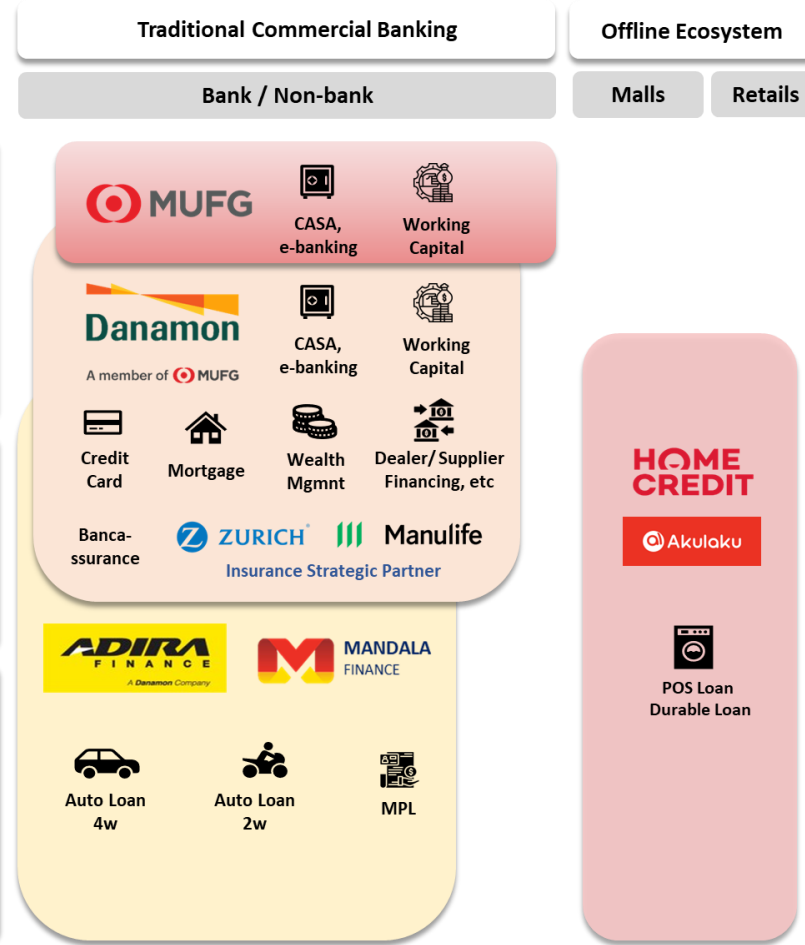 Traditional Commercial Banking
Offline Ecosystem
Bank / Non-bank
Malls
Retails
MUFG
CASA,
e-banking
Working
Capital
Danamon
A member of MUFG
CASA,
e-banking
Working
Capital
Credit
Card
Mortgage
Wealth
Mgmnt
Dealer/ Supplier
Financing, etc
Banca-
ssurance
ZURICH
Manulife
Insurance Strategic Partner
ADIRA
FINANCE
A Danamon Company
MANDALA
FINANCE
Auto Loan
4w
Auto Loan
2w
MPL
HOME
CREDIT
Akulaku
POS Loan
Durable Loan